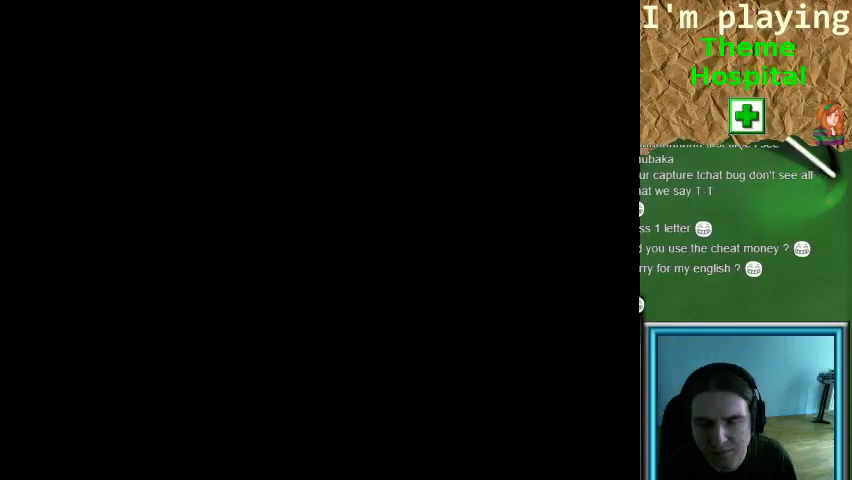 I'm playing
Theme
Hospital
ubaka
ur capture tchat bug don't see all
at we say T-T
ss 1 letter
d you use the cheat money ?
rry for my english ?